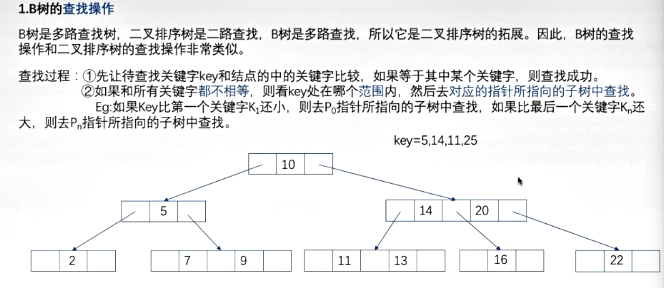 1.B树的查找操作
B树是多路查找树，二叉排序树是二路查找，B树是多路查找，所以它是二叉排序树的拓展。因此，B树的查找
操作和二叉排序树的查找操作非常类似。
查找过程：①先让待查找关键字key和结点的中的关键字比较，如果等于其中某个关键字，则查找成功。
②如果和所有关键字都不相等，则看key处在哪个范围内，然后去对应的指针所指向的子树中查找。
Eg:如果Key比第一个关键字K₁还小，则去P₀指针所指向的子树中查找，如果比最后一个关键字Kₙ还
大，则去Pₙ指针所指向的子树中查找。
key=5,14,11,25
10
5 14 20
2 7 9 11 13 16 22